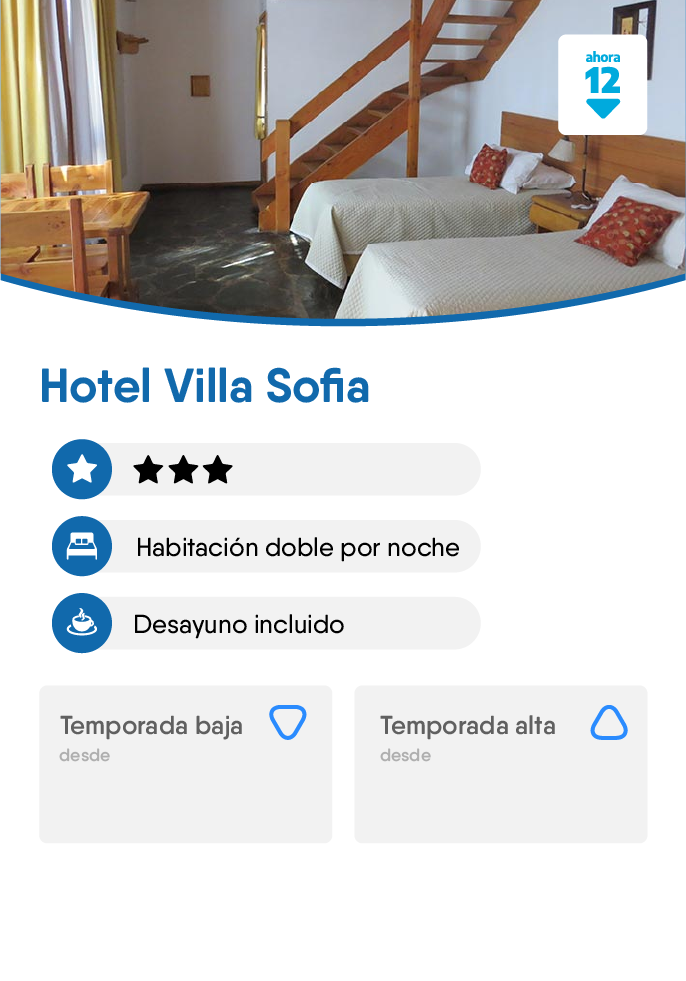 ahora
12
Hotel Villa Sofia
Habitación doble por noche
Desayuno incluido
Temporada baja
desde
Temporada alta
desde